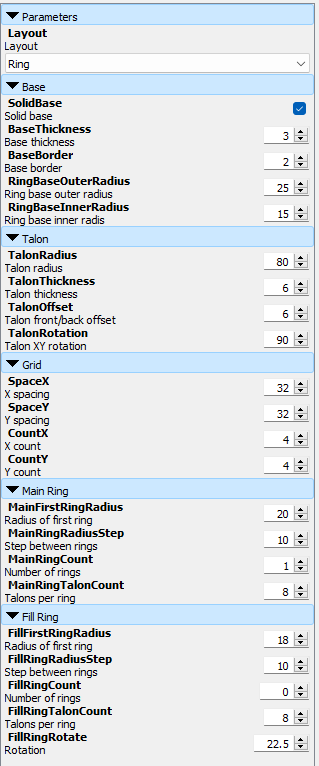 Parameters
Layout
Layout
Ring
Base
SolidBase
Solid base
BaseThickness
Base thickness
3
BaseBorder
Base border
2
RingBaseOuterRadius
Ring base outer radius
25
RingBaseInnerRadius
Ring base inner radis
15
Talon
TalonRadius
Talon radius
80
TalonThickness
Talon thickness
6
TalonOffset
Talon front/back offset
6
TalonRotation
Talon XY rotation
90
Grid
SpaceX
X spacing
32
SpaceY
Y spacing
32
CountX
X count
4
CountY
Y count
4
Main Ring
MainFirstRingRadius
Radius of first ring
20
MainRingRadiusStep
Step between rings
10
MainRingCount
Number of rings
1
MainRingTalonCount
Talons per ring
8
Fill Ring
FillFirstRingRadius
Radius of first ring
18
FillRingRadiusStep
Step between rings
10
FillRingCount
Number of rings
0
FillRingTalonCount
Talons per ring
8
FillRingRotate
Rotation
22.5